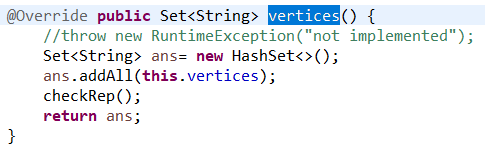 @Override public Set<String> vertices() {
//throw new RuntimeException("not implemented");
Set<String> ans= new HashSet<>();
ans.addAll(this.vertices);
checkRep();
return ans;
}